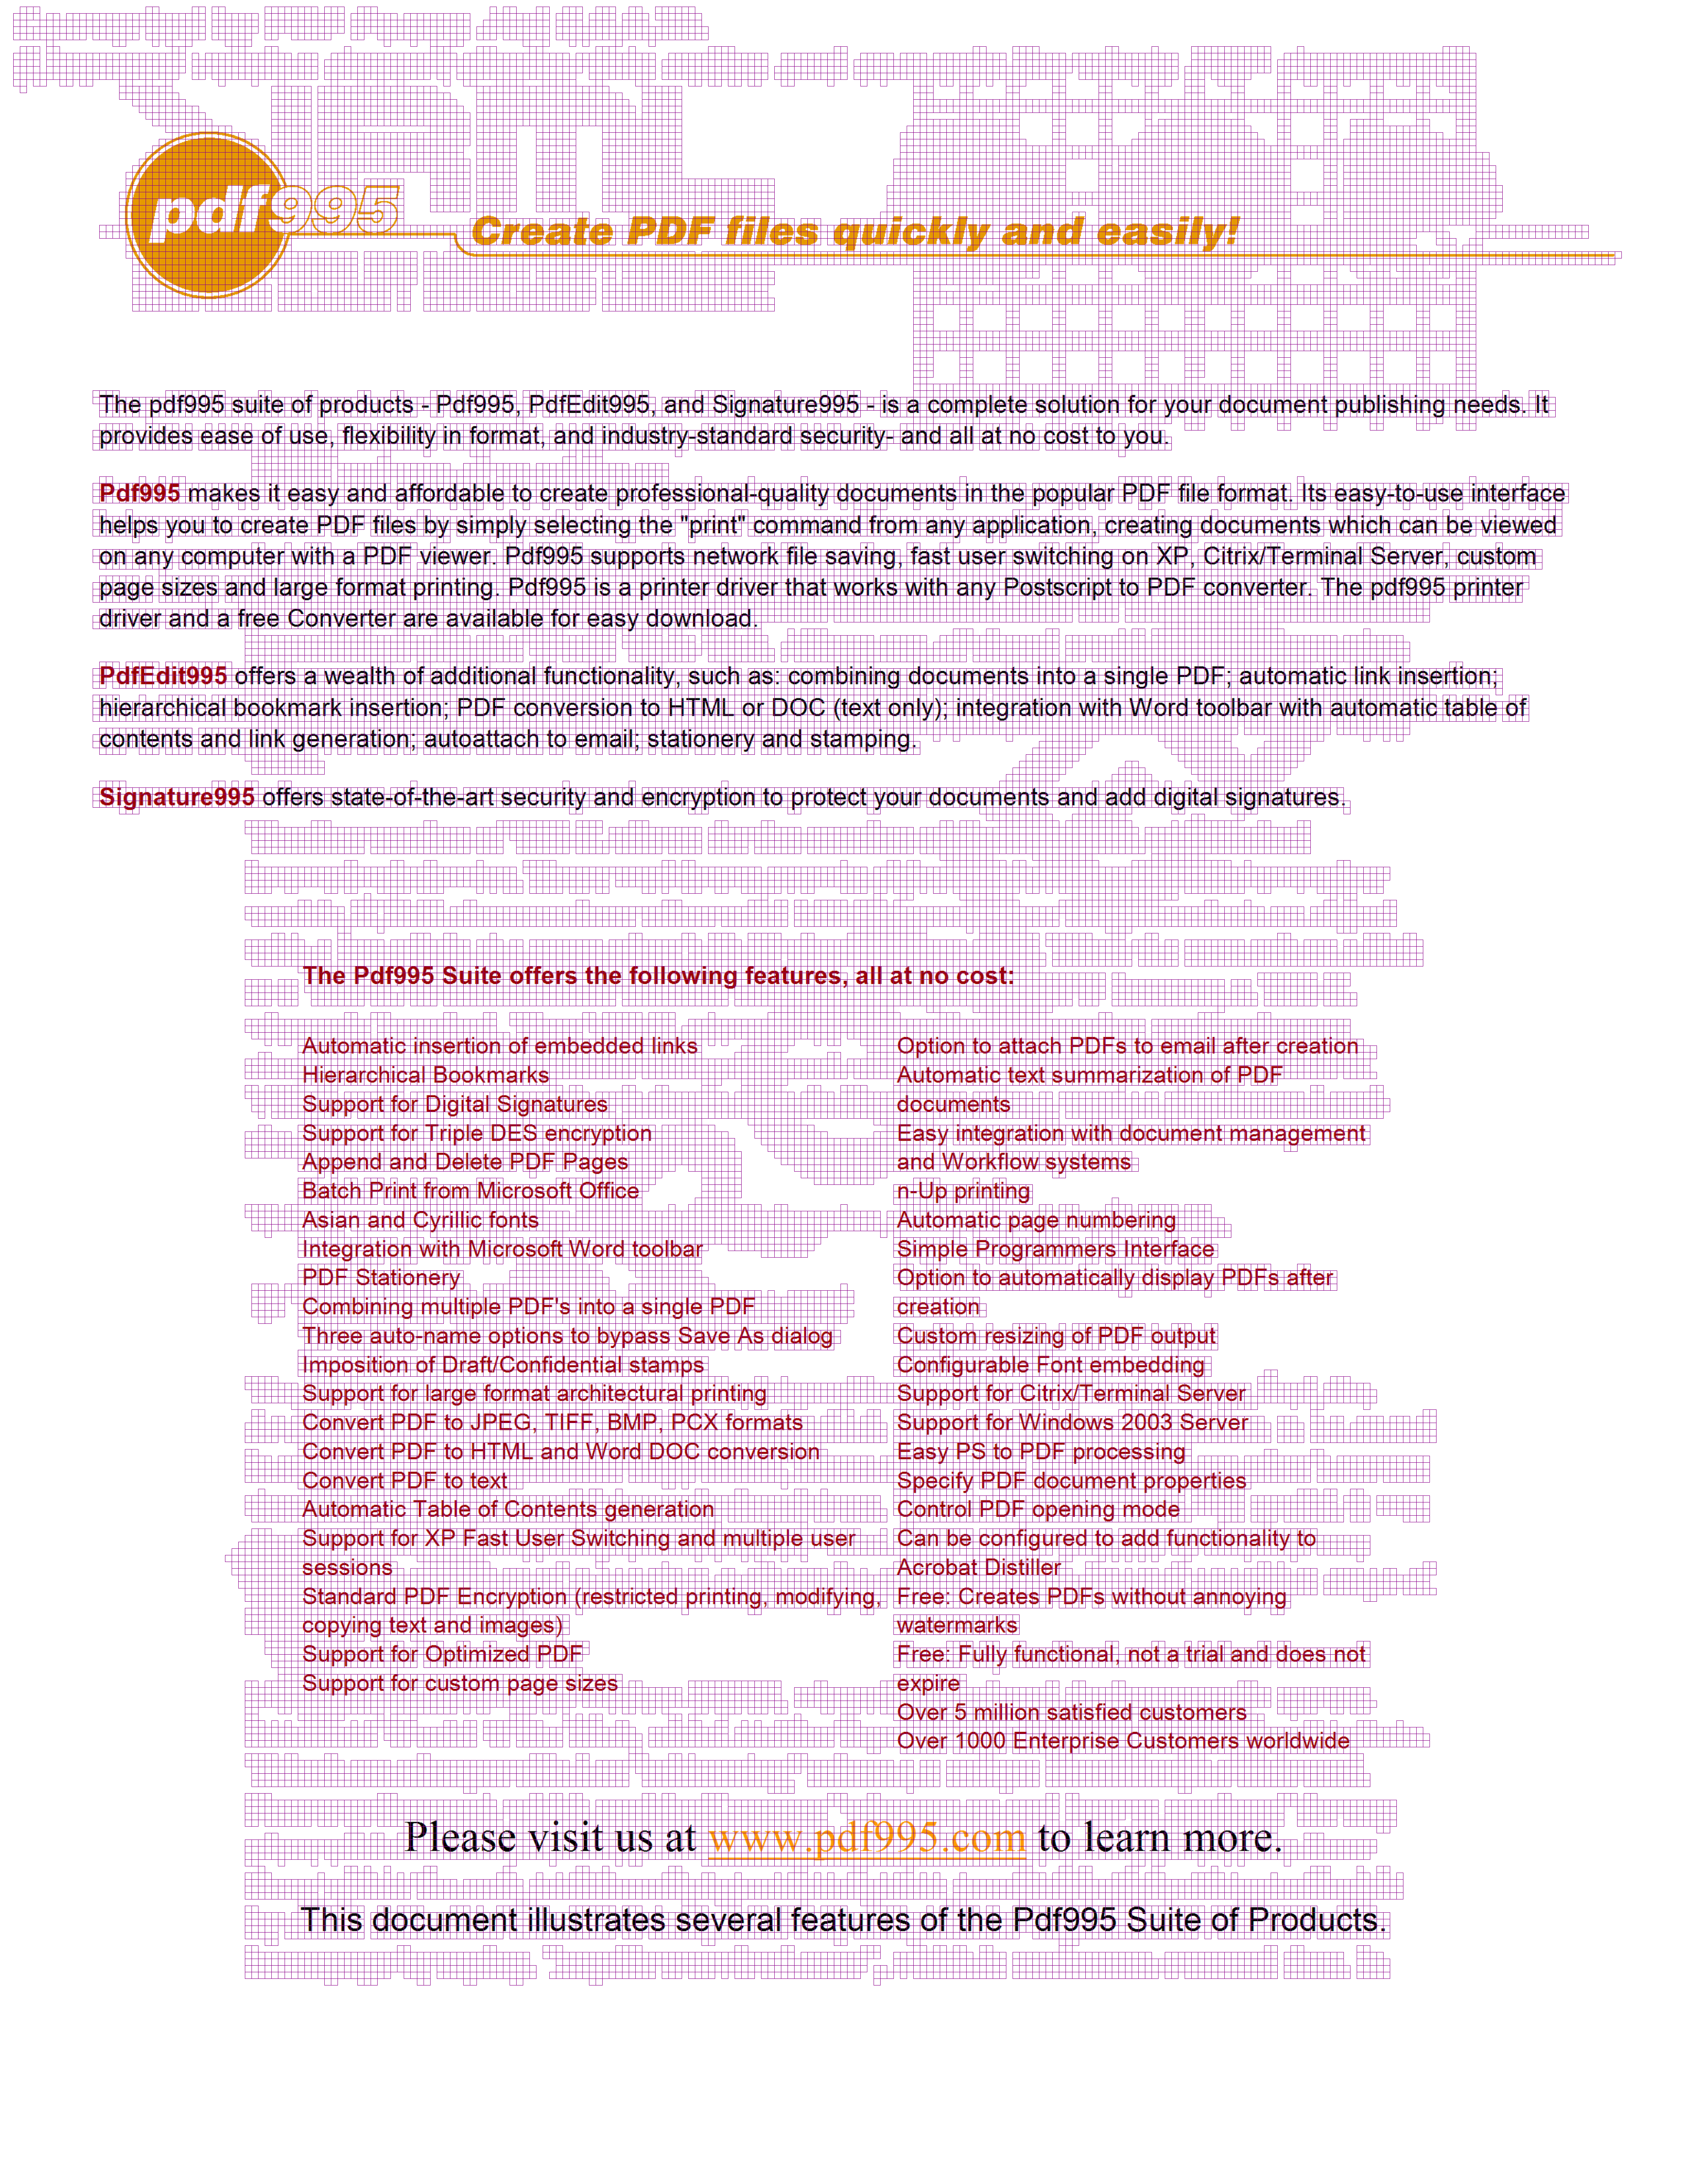 pdf995
Create PDF files quickly and easily!
The pdf995 suite of products - Pdf995, PdfEdit995, and Signature995 - is a complete solution for your document publishing needs. It
provides ease of use, flexibility in format, and industry-standard security- and all at no cost to you.
Pdf995 makes it easy and affordable to create professional-quality documents in the popular PDF file format. Its easy-to-use interface
helps you to create PDF files by simply selecting the "print" command from any application, creating documents which can be viewed
on any computer with a PDF viewer. Pdf995 supports network file saving, fast user switching on XP, Citrix/Terminal Server, custom
page sizes and large format printing. Pdf995 is a printer driver that works with any Postscript to PDF converter. The pdf995 printer
driver and a free Converter are available for easy download.
PdfEdit995 offers a wealth of additional functionality, such as: combining documents into a single PDF; automatic link insertion;
hierarchical bookmark insertion; PDF conversion to HTML or DOC (text only); integration with Word toolbar with automatic table of
contents and link generation; autoattach to email; stationery and stamping.
Signature995 offers state-of-the-art security and encryption to protect your documents and add digital signatures.
The Pdf995 Suite offers the following features, all at no cost:
Automatic insertion of embedded links
Hierarchical Bookmarks
Support for Digital Signatures
Support for Triple DES encryption
Append and Delete PDF Pages
Batch Print from Microsoft Office
Asian and Cyrillic fonts
Integration with Microsoft Word toolbar
PDF Stationery
Combining multiple PDF's into a single PDF
Three auto-name options to bypass Save As dialog
Imposition of Draft/Confidential stamps
Support for large format architectural printing
Convert PDF to JPEG, TIFF, BMP, PCX formats
Convert PDF to HTML and Word DOC conversion
Convert PDF to text
Automatic Table of Contents generation
Support for XP Fast User Switching and multiple user
sessions
Standard PDF Encryption (restricted printing, modifying,
copying text and images)
Support for Optimized PDF
Support for custom page sizes
Option to attach PDFs to email after creation
Automatic text summarization of PDF
documents
Easy integration with document management
and Workflow systems
n-Up printing
Automatic page numbering
Simple Programmers Interface
Option to automatically display PDFs after
creation
Custom resizing of PDF output
Configurable Font embedding
Support for Citrix/Terminal Server
Support for Windows 2003 Server
Easy PS to PDF processing
Specify PDF document properties
Control PDF opening mode
Can be configured to add functionality to
Acrobat Distiller
Free: Creates PDFs without annoying
watermarks
Free: Fully functional, not a trial and does not
expire
Over 5 million satisfied customers
Over 1000 Enterprise Customers worldwide
Please visit us at www.pdf995.com to learn more.
This document illustrates several features of the Pdf995 Suite of Products.